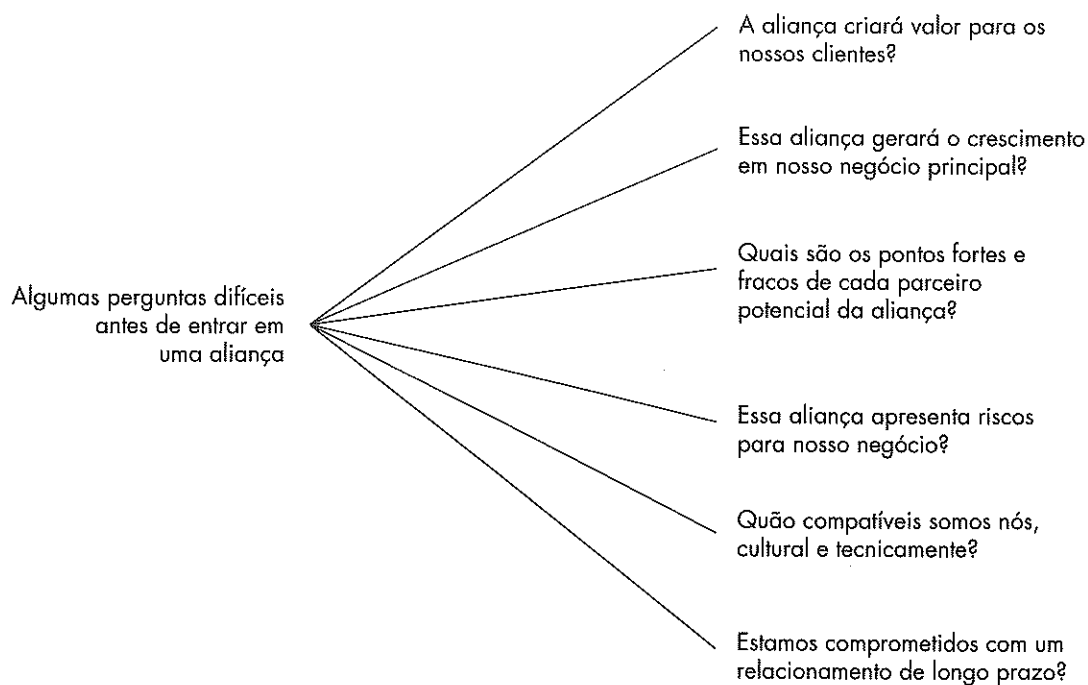 A aliança criará valor para os
nossos clientes?
Essa aliança gerará o crescimento
em nosso negócio principal?
Quais são os pontos fortes e
fracos de cada parceiro
potencial da aliança?
Algumas perguntas difíceis
antes de entrar em
uma aliança
Essa aliança apresenta riscos
para nosso negócio?
Quão compatíveis somos nós,
cultural e tecnicamente?
Estamos comprometidos com um
relacionamento de longo prazo?